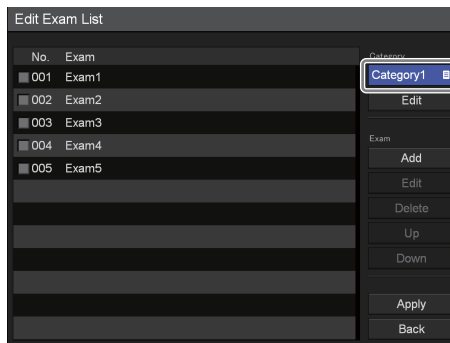 Edit Exam List
No. Exam
001 Exam1
002 Exam2
003 Exam3
004 Exam4
005 Exam5
Category
Category1
Edit
Exam
Add
Edit
Delete
Up
Down
Apply
Back